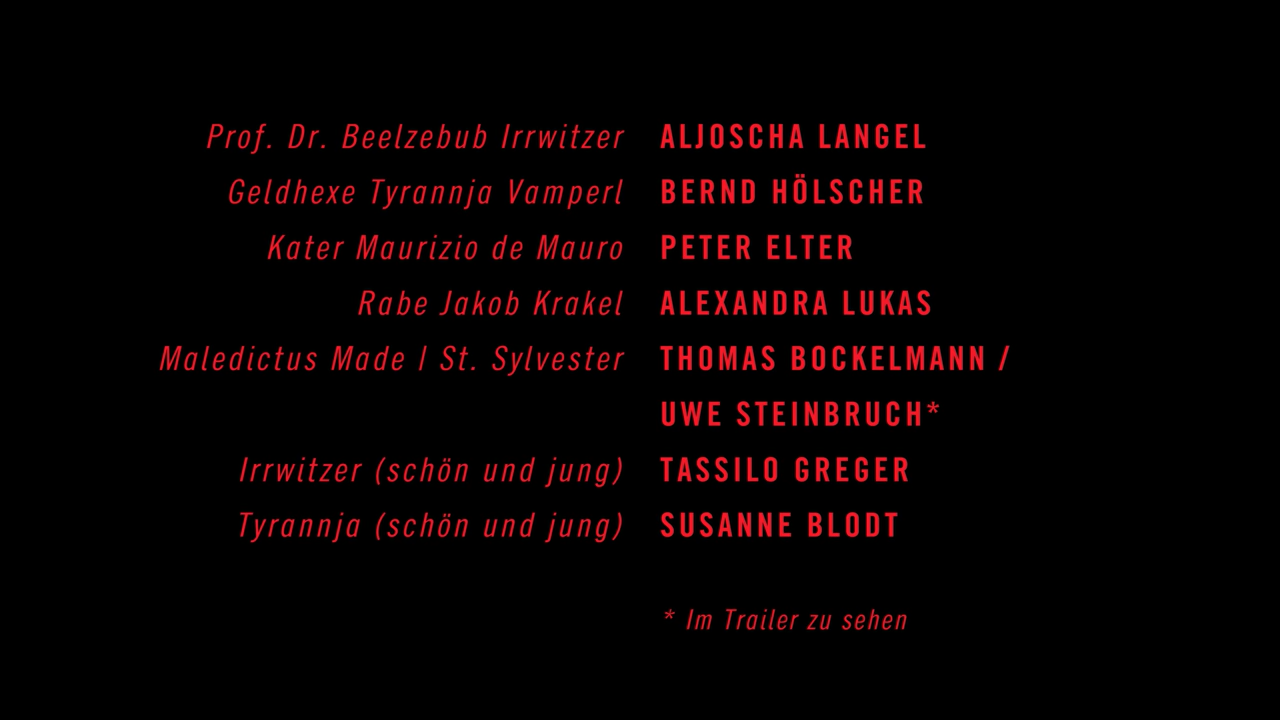 Prof. Dr. Beelzebub Irrwitzer ALJOSCHA LANGEL
Geldhexe Tyrannja Vamperl BERND HÖLSCHER
Kater Maurizio de Mauro PETER ELTER
Rabe Jakob Krakel ALEXANDRA LUKAS
Maledictus Made / St. Sylvester THOMAS BOCKELMANN /
UWE STEINBRUCH*
Irrwitzer (schön und jung) TASSILO GREGER
Tyrannja (schön und jung) SUSANNE BLODT
* Im Trailer zu sehen